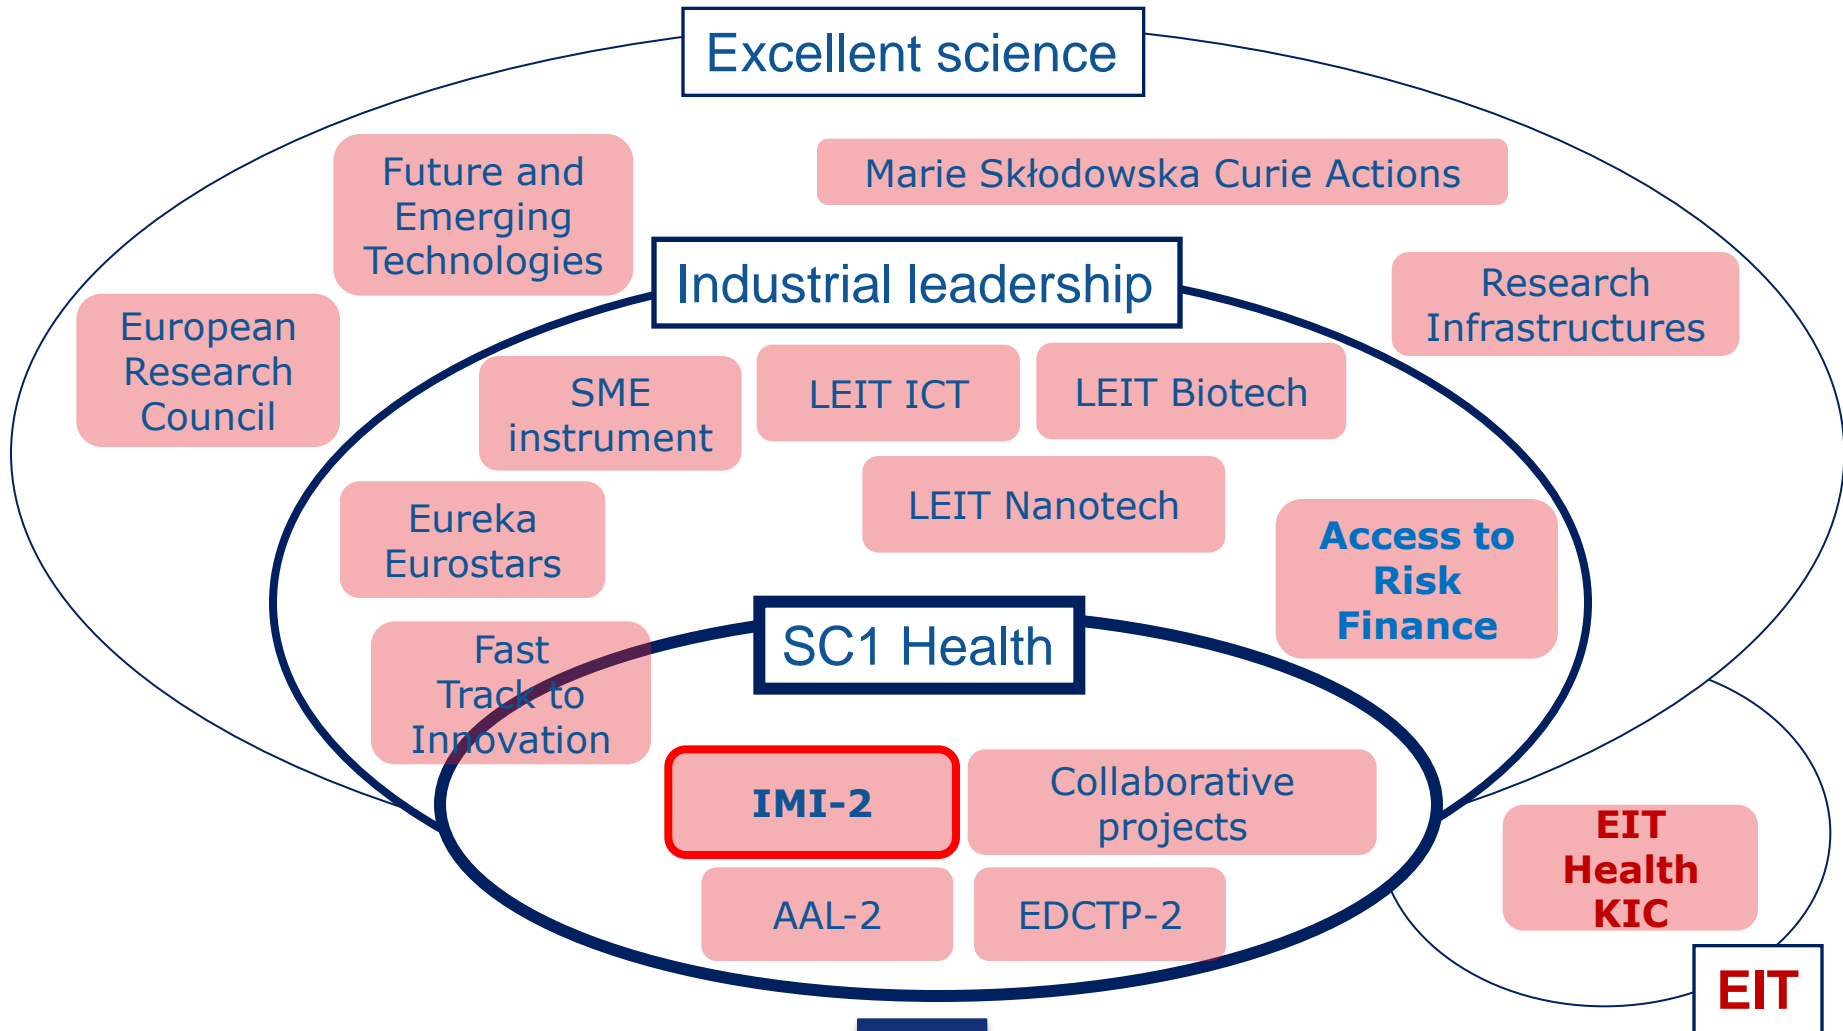 Excellent science
Future and
Emerging
Technologies
Marie Skłodowska Curie Actions
Industrial leadership
Research
Infrastructures
European
Research
Council
SME
instrument
LEIT ICT
LEIT Biotech
LEIT Nanotech
Eureka
Eurostars
Access to
Risk
Finance
SC1 Health
Fast
Track to
Innovation
IMI-2
Collaborative
projects
EIT
Health
KIC
AAL-2
EDCTP-2
EIT